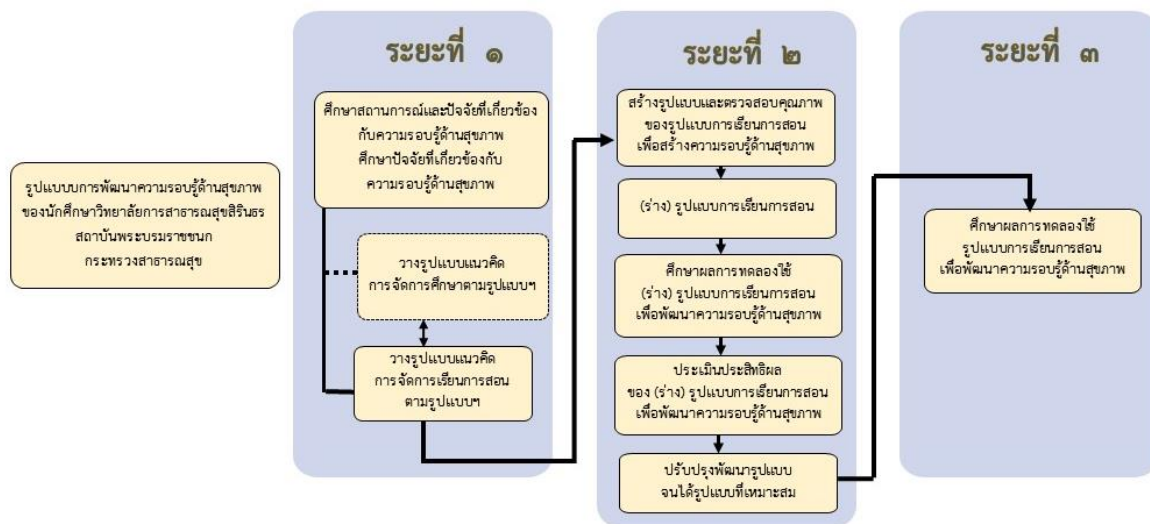 รูปแบบบการพัฒนาความรอบรู้ด้านสุขภาพ
ของนักศึกษาวิทยาลัยการสาธารณสุขสิรินธร
สถาบันพระบรมราชชนก
กระทรวงสาธารณสุข
ระยะที่ ๑
ศึกษาสถานการณ์และปัจจัยที่เกี่ยวข้อง
กับความรอบรู้ด้านสุขภาพ
ศึกษาปัจจัยที่เกี่ยวข้องกับ
ความรอบรู้ด้านสุขภาพ
วางรูปแบบแนวคิด
การจัดการศึกษาตามรูปแบบฯ
วางรูปแบบแนวคิด
การจัดการเรียนการสอน
ตามรูปแบบฯ
ระยะที่ ๒
สร้างรูปแบบและตรวจสอบคุณภาพ
ของรูปแบบการเรียนการสอน
เพื่อสร้างความรอบรู้ด้านสุขภาพ
(ร่าง) รูปแบบการเรียนการสอน
ศึกษาผลการทดลองใช้
(ร่าง) รูปแบบการเรียนการสอน
เพื่อพัฒนาความรอบรู้ด้านสุขภาพ
ประเมินประสิทธิผล
ของ (ร่าง) รูปแบบการเรียนการสอน
เพื่อพัฒนาความรอบรู้ด้านสุขภาพ
ปรับปรุงพัฒนารูปแบบ
จนได้รูปแบบที่เหมาะสม
ระยะที่ ๓
ศึกษาผลการทดลองใช้
รูปแบบการเรียนการสอน
เพื่อพัฒนาความรอบรู้ด้านสุขภาพ